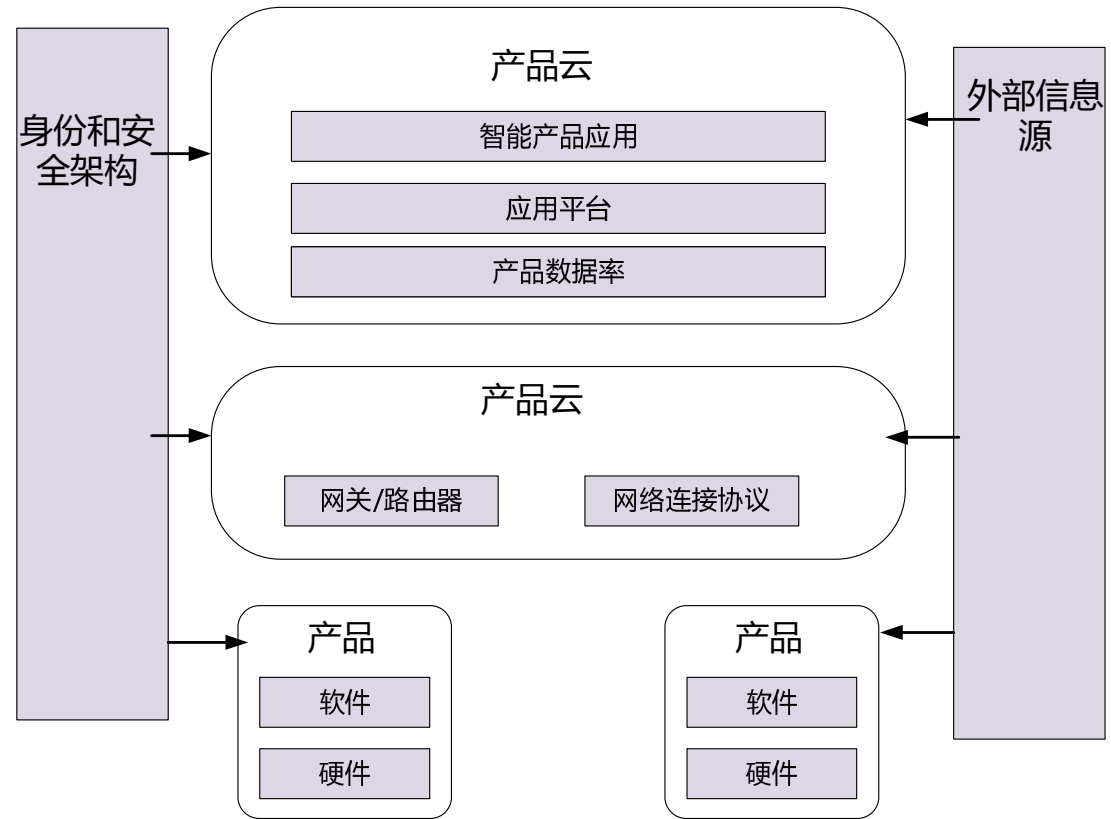 身份和安
全架构
产品云
智能产品应用
应用平台
产品数据率
外部信息
源
产品云
网关/路由器
网络连接协议
产品
软件
硬件
产品
软件
硬件